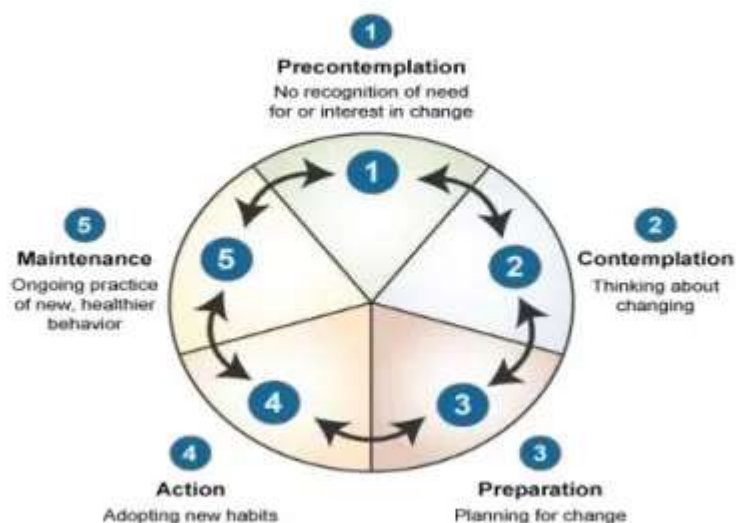 1
Precontemplation
No recognition of need
for or interest in change
1
5
Maintenance
Ongoing practice
of new, healthier
behavior
5
2
2
Contemplation
Thinking about
changing
4
3
4
Action
Adopting new habits
3
Preparation
Planning for change